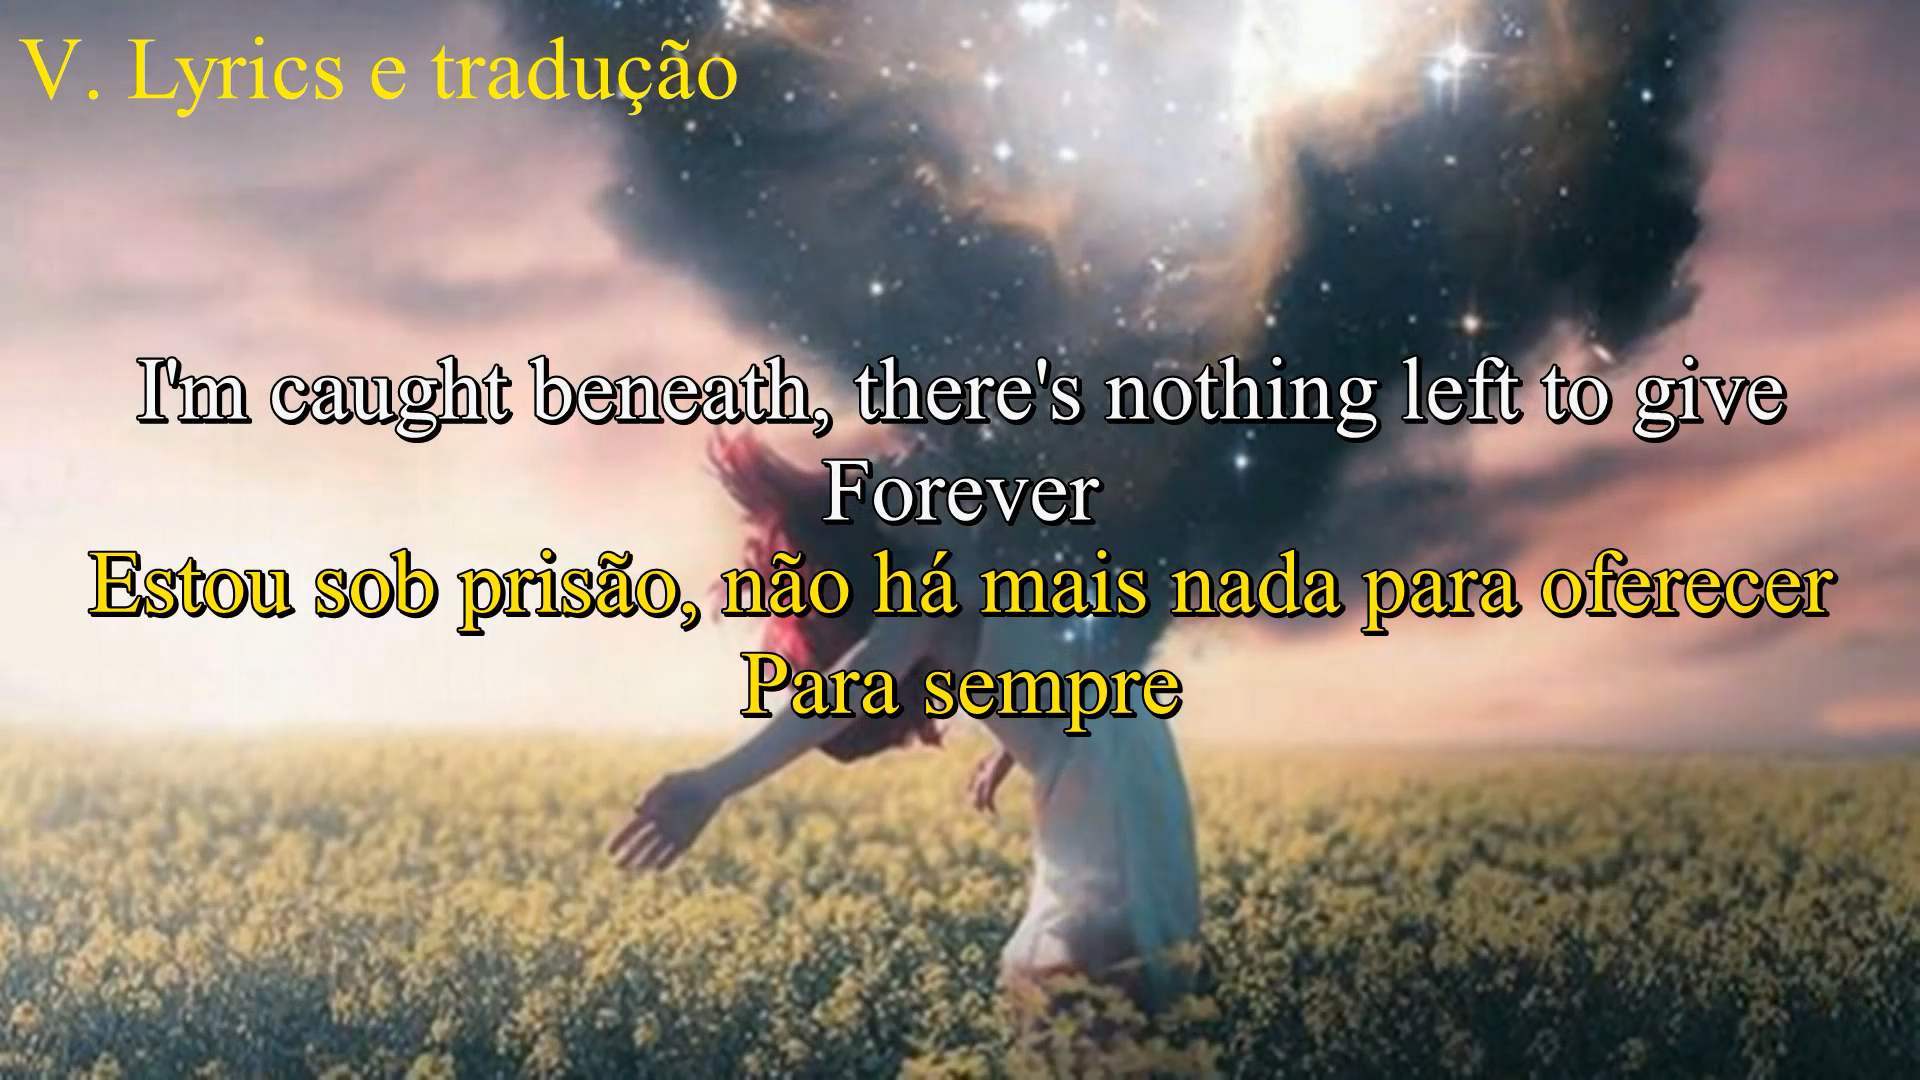 V. Lyrics e tradução
I'm caught beneath, there's nothing left to give
Forever
Estou sob prisão, não há mais nada para oferecer
Para sempre